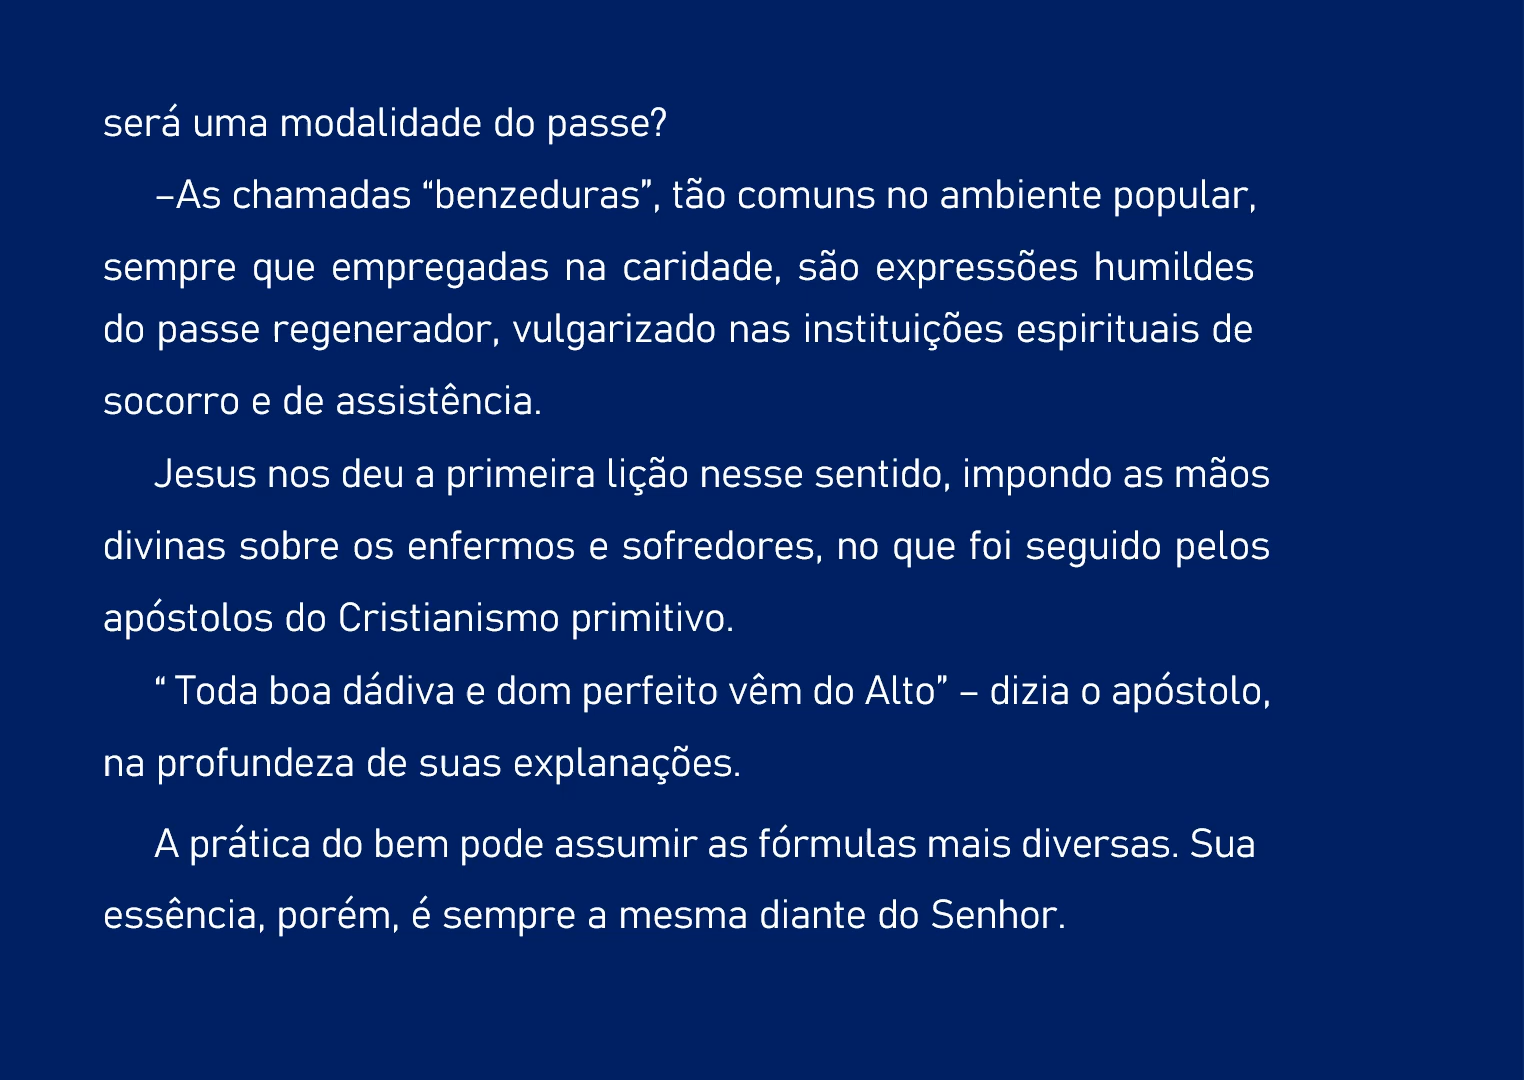 será uma modalidade do passe?
–As chamadas “benzeduras”, tão comuns no ambiente popular,
sempre que empregadas na caridade, são expressões humildes
do passe regenerador, vulgarizado nas instituições espirituais de
socorro e de assistência.
Jesus nos deu a primeira lição nesse sentido, impondo as mãos
divinas sobre os enfermos e sofredores, no que foi seguido pelos
apóstolos do Cristianismo primitivo.
“ Toda boa dádiva e dom perfeito vêm do Alto” – dizia o apóstolo,
na profundeza de suas explanações.
A prática do bem pode assumir as fórmulas mais diversas. Sua
essência, porém, é sempre a mesma diante do Senhor.